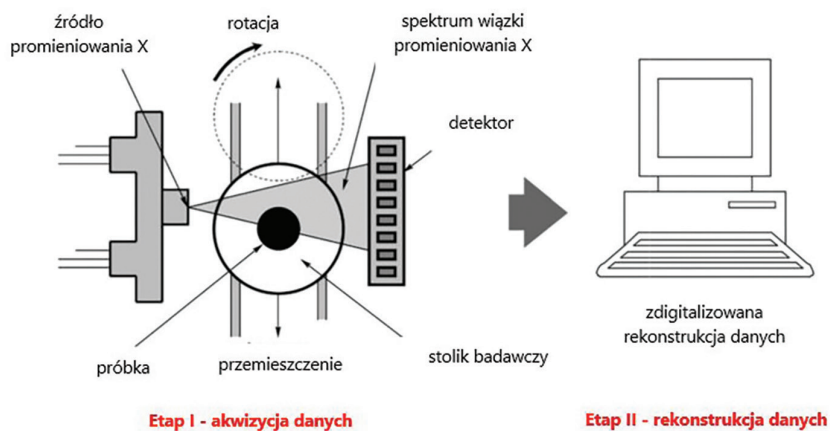 źródło
promieniowania X
rotacja
spektrum wiązki
promieniowania X
detektor
próbka
przemieszczenie
stolik badawczy
zdigitalizowana
rekonstrukcja danych
Etap I - akwizycja danych
Etap II - rekonstrukcja danych